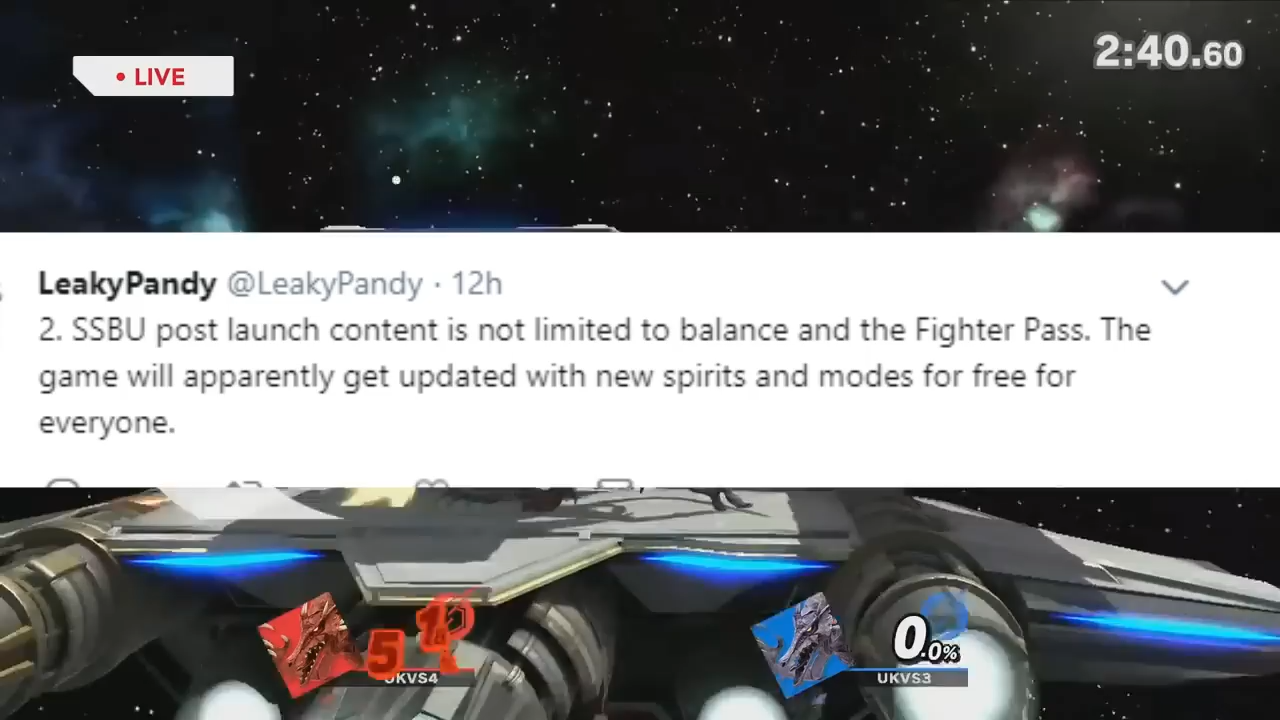 LIVE
2:40.60
LeakyPandy @LeakyPandy · 12h
2. SSBU post launch content is not limited to balance and the Fighter Pass. The
game will apparently get updated with new spirits and modes for free for
everyone.
0.0%
UKVS4
UKVS3